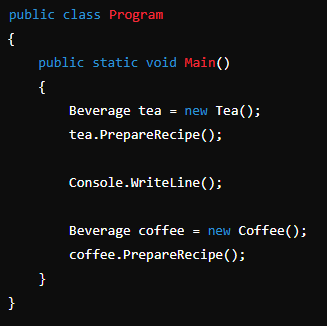 public class Program
{
    public static void Main()
    {
        Beverage tea = new Tea();
        tea.PrepareRecipe();

        Console.WriteLine();

        Beverage coffee = new Coffee();
        coffee.PrepareRecipe();
    }
}